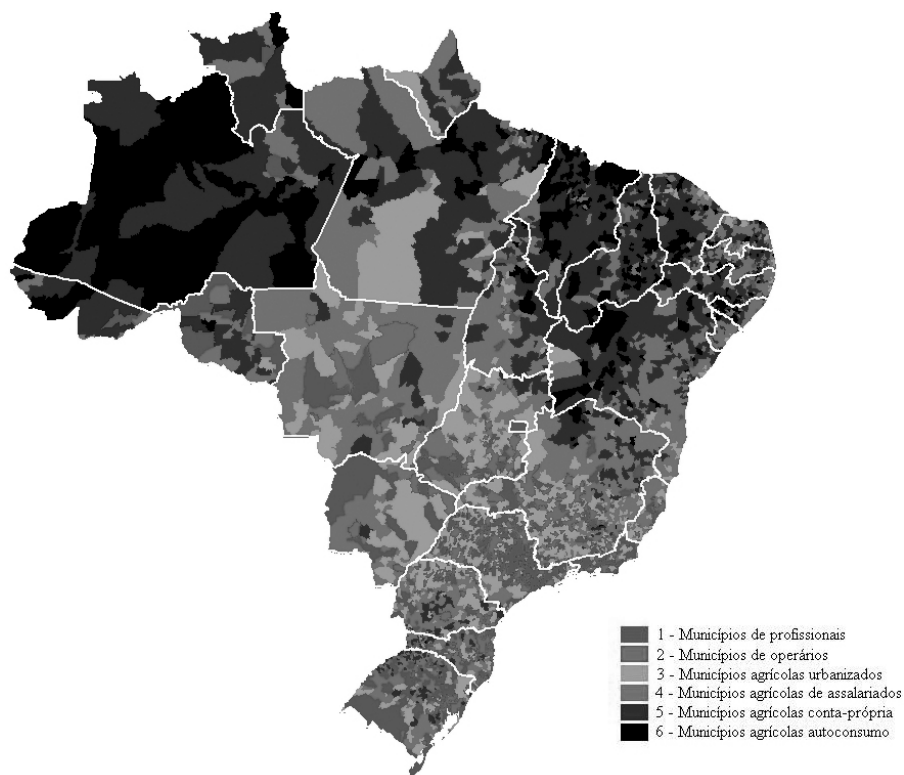 1 - Municípios de profissionais
2 - Municípios de operários
3 - Municípios agrícolas urbanizados
4 - Municípios agrícolas de assalariados
5 - Municípios agrícolas conta-própria
6 - Municípios agrícolas autoconsumo